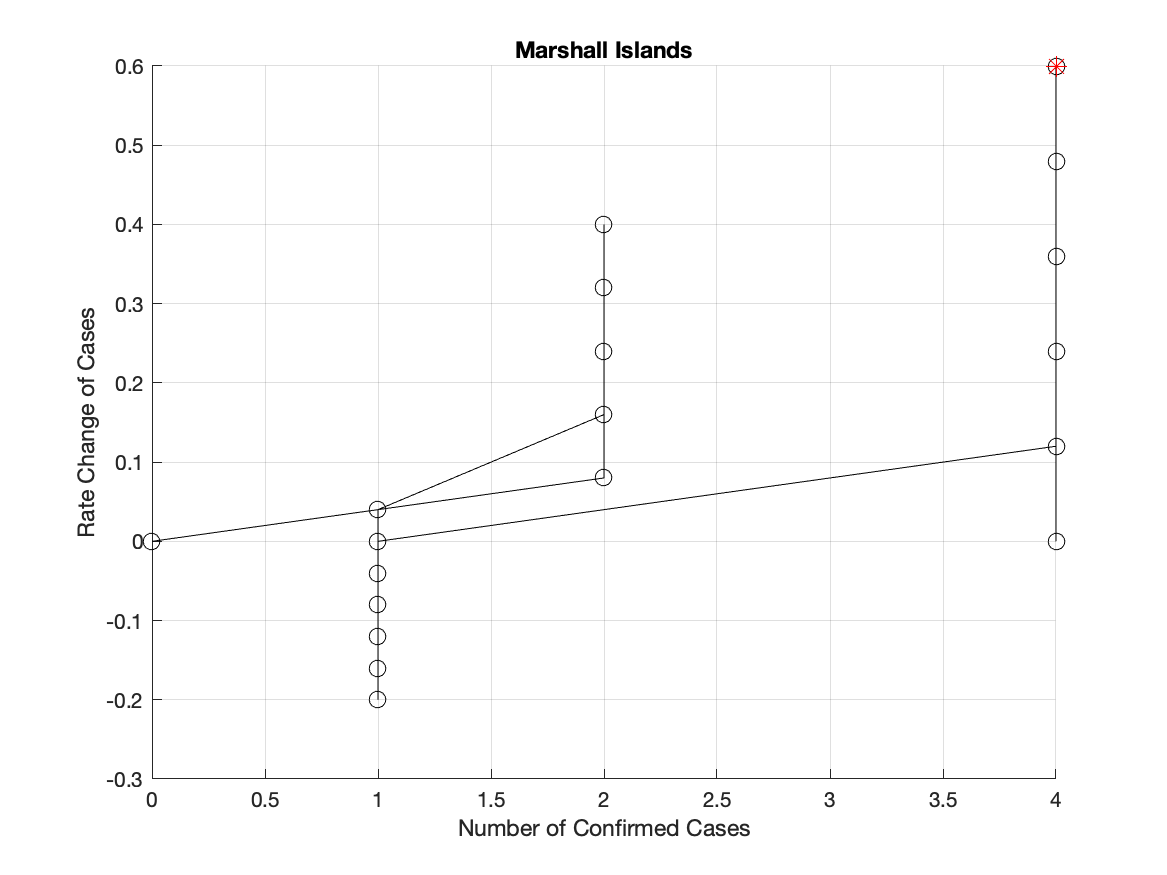 Marshall Islands
0.6
0.5
0.4
0.3
0.2
0.1
0
-0.1
-0.2
-0.3
Rate Change of Cases
0 0.5 1 1.5 2 2.5 3 3.5 4
Number of Confirmed Cases